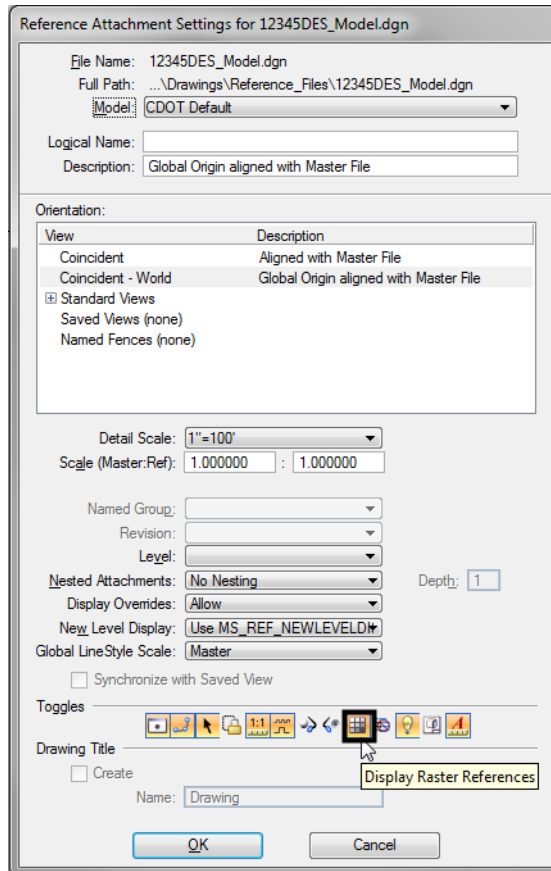 Reference Attachment Settings for 12345DES_Model.dgn
File Name: 12345DES_Model.dgn
Full Path: ...\Drawings\Reference_Files\12345DES_Model.dgn
Model: CDOT Default
Logical Name:
Description: Global Origin aligned with Master File
Orientation:
View Description
Coincident Aligned with Master File
Coincident - World Global Origin aligned with Master File
Standard Views
Saved Views (none)
Named Fences (none)
Detail Scale: 1"=100'
Scale (Master:Ref): 1.000000 : 1.000000
Named Group:
Revision:
Level:
Nested Attachments: No Nesting Depth: 1
Display Overrides: Allow
New Level Display: Use MS_REF_NEWLEVELDI
Global LineStyle Scale: Master
Synchronize with Saved View
Toggles
1:1 A
Display Raster References
Drawing Title
Create
Name: Drawing
OK Cancel